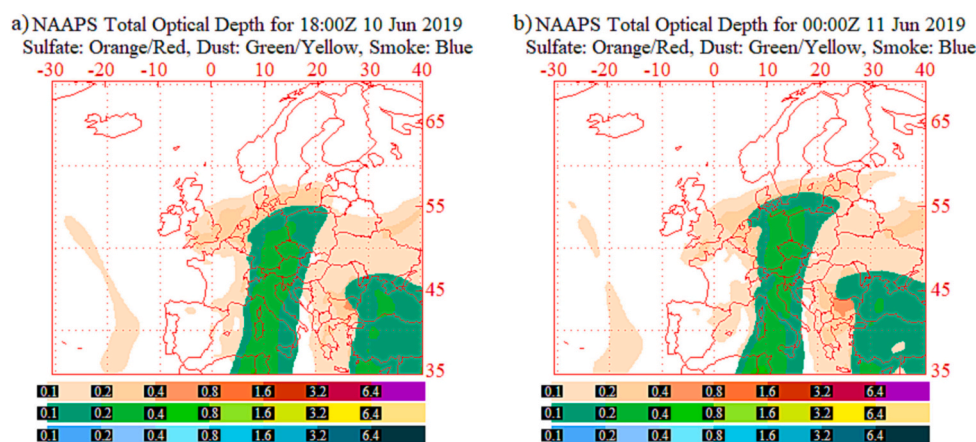 a) NAAPS Total Optical Depth for 18:00Z 10 Jun 2019
Sulfate: Orange/Red, Dust: Green/Yellow, Smoke: Blue
-30 -20 -10 0 10 20 30 40
65
55
45
35
0.1 0.2 0.4 0.8 1.6 3.2 6.4
0.1 0.2 0.4 0.8 1.6 3.2 6.4
0.1 0.2 0.4 0.8 1.6 3.2 6.4
b) NAAPS Total Optical Depth for 00:00Z 11 Jun 2019
Sulfate: Orange/Red, Dust: Green/Yellow, Smoke: Blue
-30 -20 -10 0 10 20 30 40
65
55
45
35
0.1 0.2 0.4 0.8 1.6 3.2 6.4
0.1 0.2 0.4 0.8 1.6 3.2 6.4
0.1 0.2 0.4 0.8 1.6 3.2 6.4